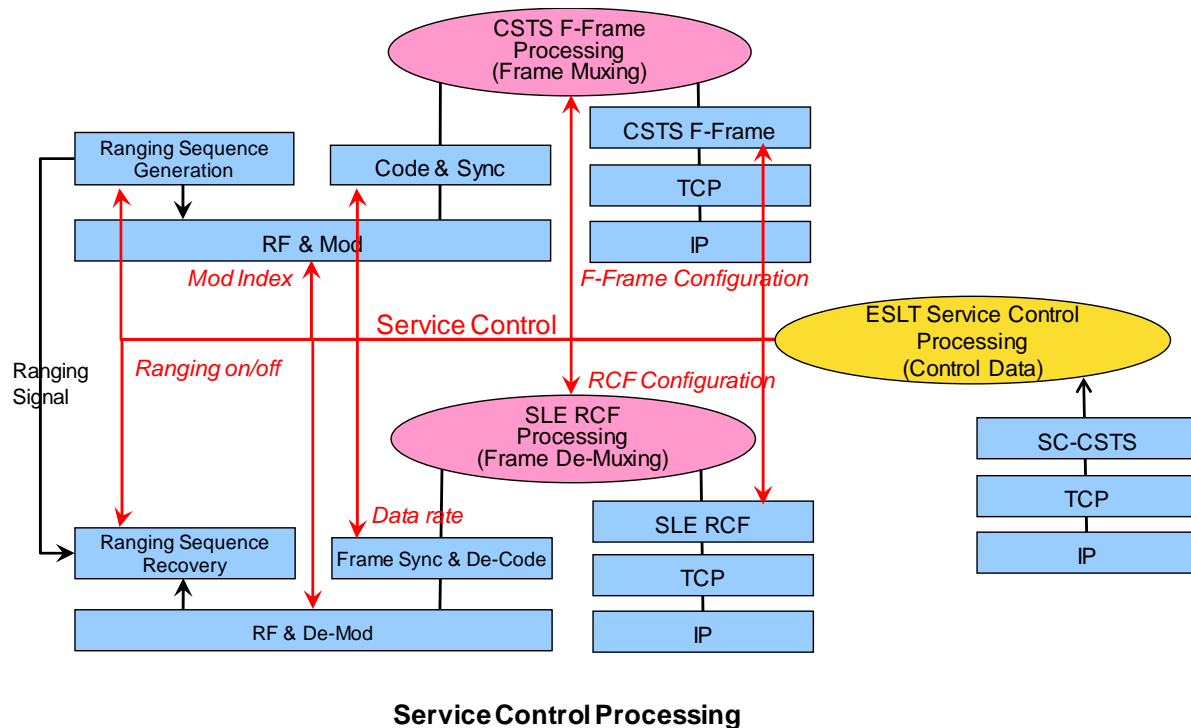 CSTS F-Frame
Processing
(Frame Muxing)
CSTS F-Frame
TCP
IP
Ranging Sequence
Generation
Code & Sync
RF & Mod
Mod Index
F-Frame Configuration
Service Control
ESLT Service Control
Processing
(Control Data)
Ranging
Signal
Ranging on/off
RCF Configuration
SLE RCF
Processing
(Frame De-Muxing)
SC-CSTS
TCP
IP
Data rate
SLE RCF
TCP
IP
Ranging Sequence
Recovery
Frame Sync & De-Code
RF & De-Mod
Service Control Processing